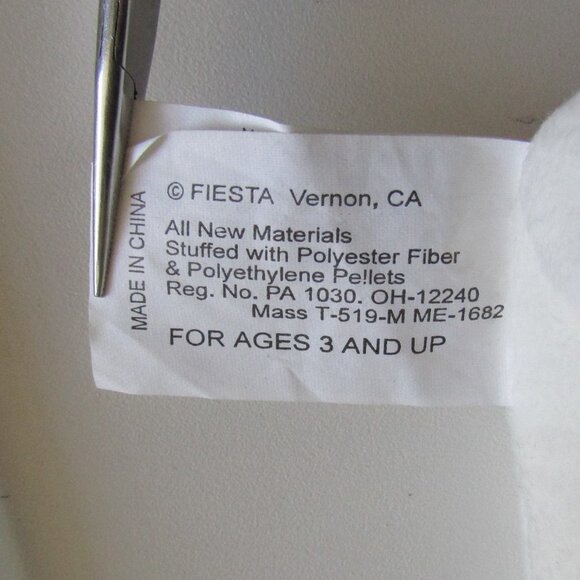 © FIESTA Vernon, CA
All New Materials
Stuffed with Polyester Fiber
& Polyethylene Pellets
Reg. No. PA 1030. OH-12240
Mass T-519-M ME-1682
FOR AGES 3 AND UP
MADE IN CHINA